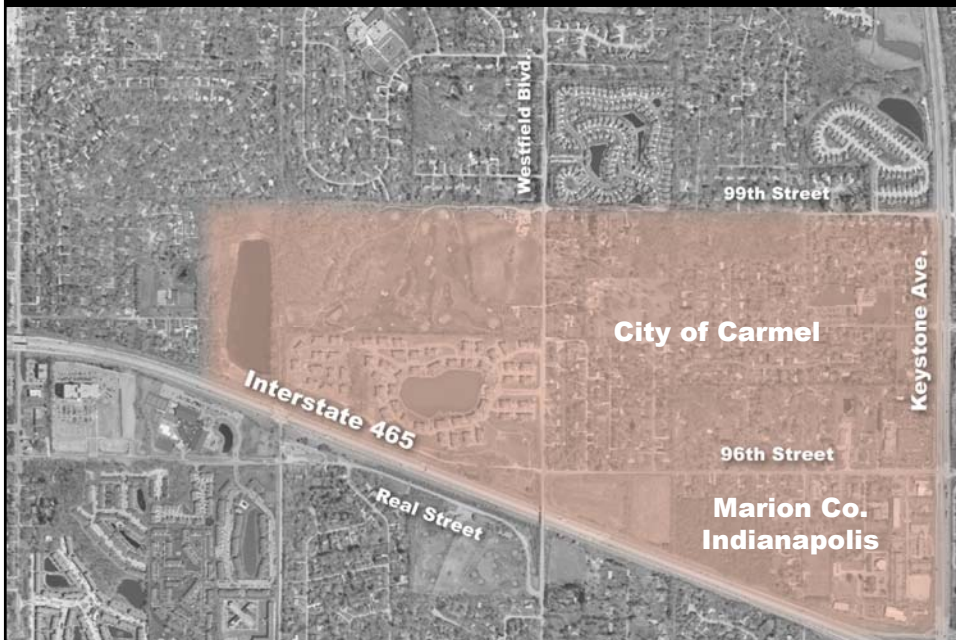 Westfield Blvd.
99th Street
Keystone Ave.
City of Carmel
Interstate 465
96th Street
Real Street
Marion Co.
Indianapolis